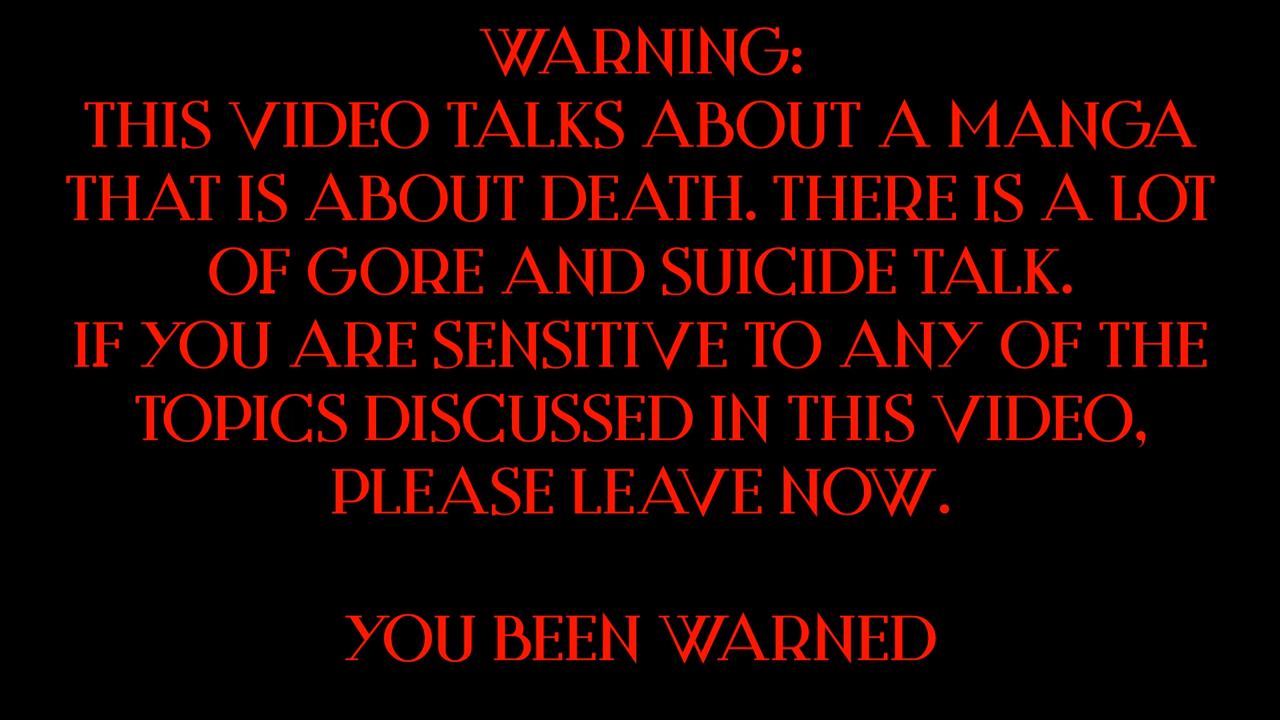 WARNING:
THIS VIDEO TALKS ABOUT A MANGA
THAT IS ABOUT DEATH. THERE IS A LOT
OF GORE AND SUICIDE TALK.
IF YOU ARE SENSITIVE TO ANY OF THE
TOPICS DISCUSSED IN THIS VIDEO,
PLEASE LEAVE NOW.
YOU BEEN WARNED